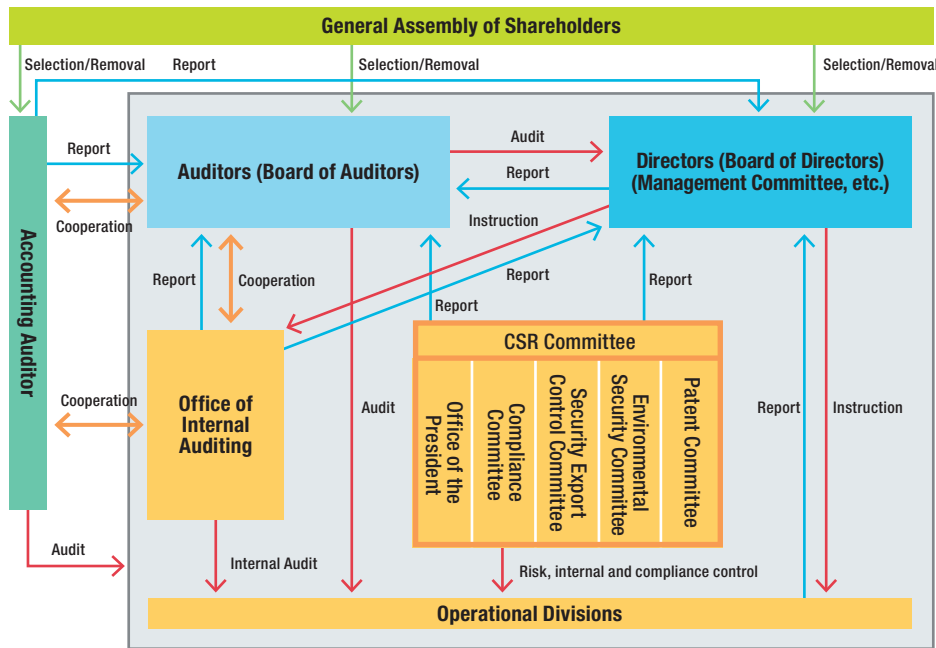 General Assembly of Shareholders
Selection/Removal
Report
Selection/Removal
Selection/Removal
Report
Auditors (Board of Auditors)
Audit
Report
Directors (Board of Directors)
(Management Committee, etc.)
Cooperation
Instruction
Accounting Auditor
Report
Cooperation
Report
Report
Report
CSR Committee
Cooperation
Office of
Internal
Auditing
Audit
Office of the
President
Compliance
Committee
Security Export
Control Committee
Environmental
Security Committee
Patent Committee
Report
Instruction
Audit
Internal Audit
Risk, internal and compliance control
Operational Divisions